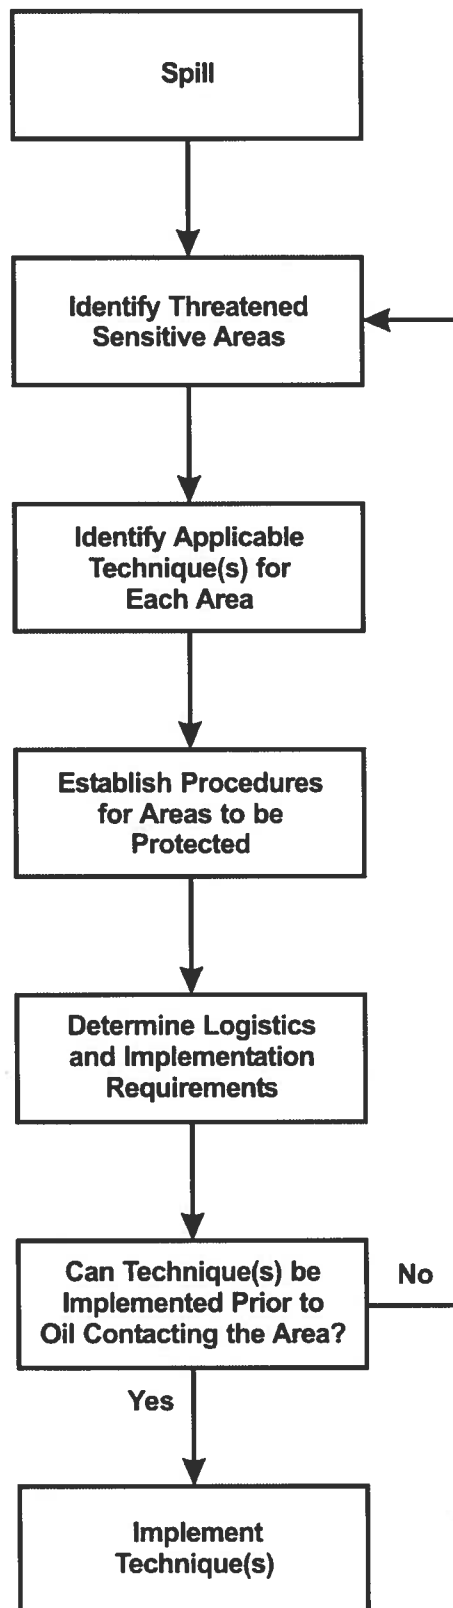 Spill
Identify Threatened
Sensitive Areas
Identify Applicable
Technique(s) for
Each Area
Establish Procedures
for Areas to be
Protected
Determine Logistics
and Implementation
Requirements
Can Technique(s) be
Implemented Prior to
Oil Contacting the Area?
No
Yes
Implement
Technique(s)